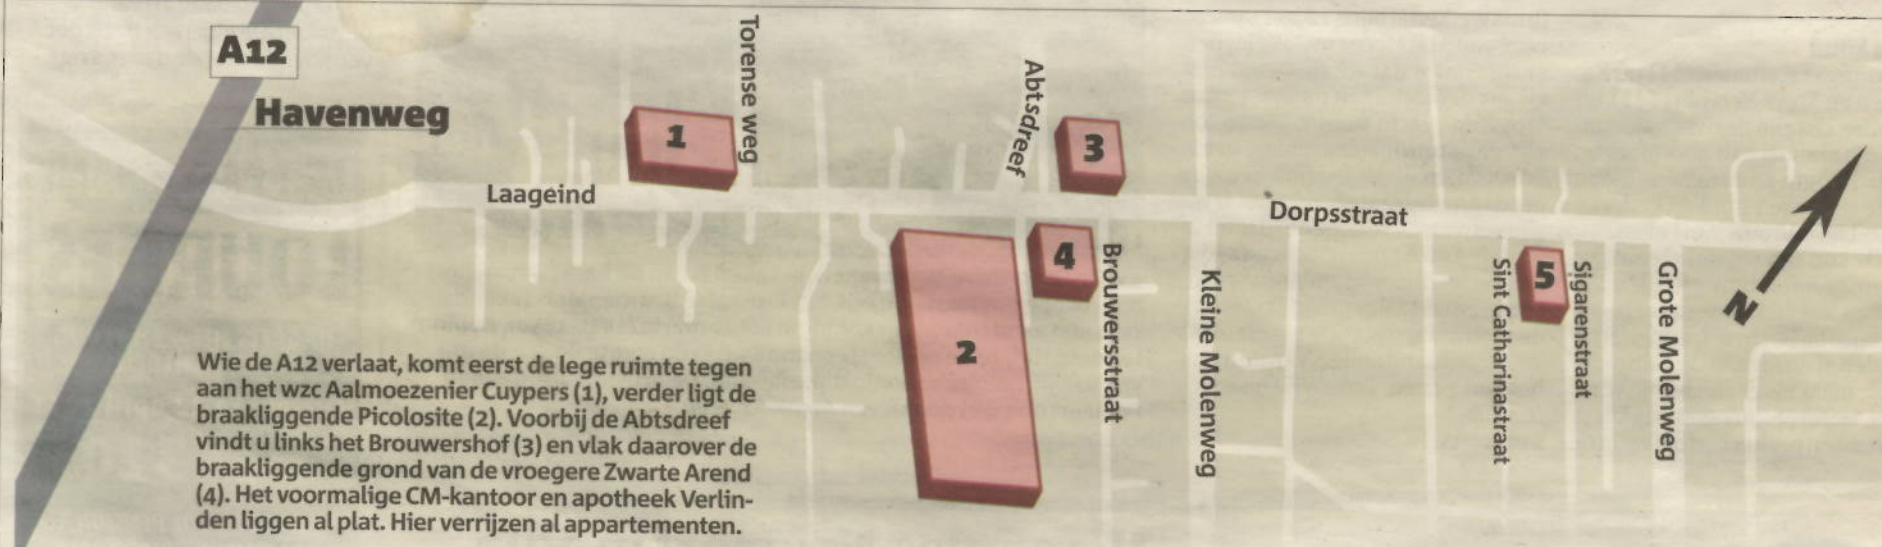 A12
Havenweg
Laageind
1
Torense weg
Abtsdreef
3
Dorpsstraat
2
4
Brouwersstraat
Kleine Molenweg
Sint Catharinastraat
5
Sigarenstraat
Grote Molenweg
N
Wie de A12 verlaat, komt eerst de lege ruimte tegen
aan het wzc Aalmoezenier Cuypers (1), verder ligt de
braakliggende Picolosite (2). Voorbij de Abtsdreef
vindt u links het Brouwershof (3) en vlak daarover de
braakliggende grond van de vroegere Zwarte Arend
(4). Het voormalige CM-kantoor en apotheek Verlin-
den liggen al plat. Hier verrijzen al appartementen.